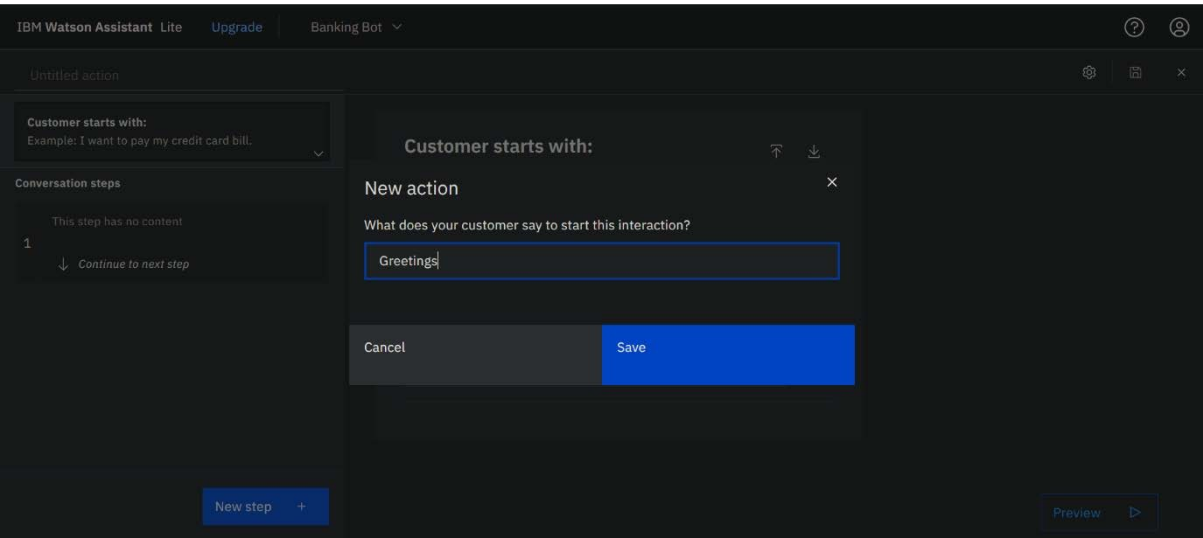 IBM Watson Assistant Lite Upgrade Banking Bot
Untitled action
Customer starts with:
Example: I want to pay my credit card bill.
Conversation steps
This step has no content
1
Continue to next step
New step +
Customer starts with:
New action
What does your customer say to start this interaction?
Greetings
Cancel
Save
Preview